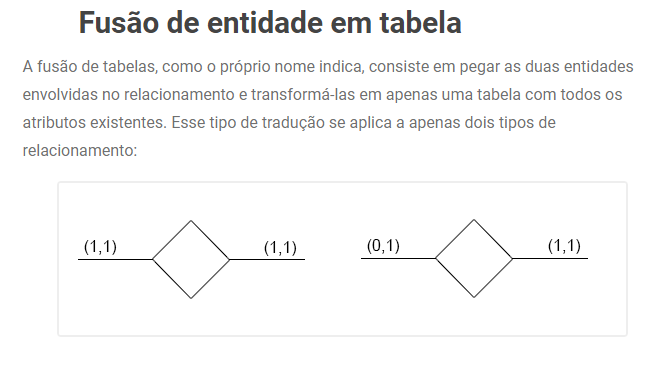 Fusão de entidade em tabela
A fusão de tabelas, como o próprio nome indica, consiste em pegar as duas entidades
envolvidas no relacionamento e transformá-las em apenas uma tabela com todos os
atributos existentes. Esse tipo de tradução se aplica a apenas dois tipos de
relacionamento:
(1,1) (1,1) (0,1) (1,1)